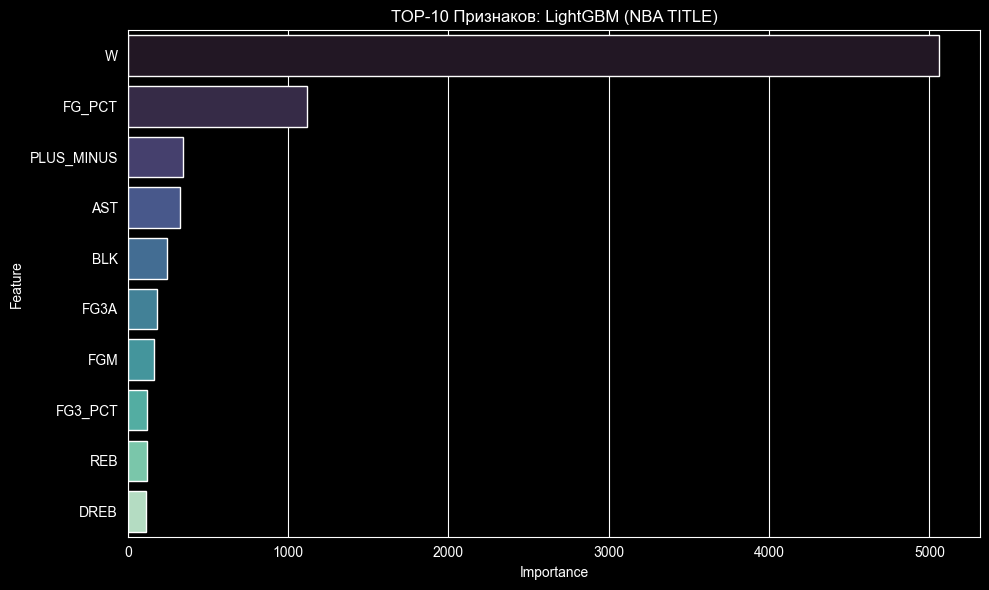 TOP-10 Признаков: LightGBM (NBA TITLE)
W
FG_PCT
PLUS_MINUS
AST
BLK
FG3A
FGM
FG3_PCT
REB
DREB
Feature
0 1000 2000 3000 4000 5000
Importance